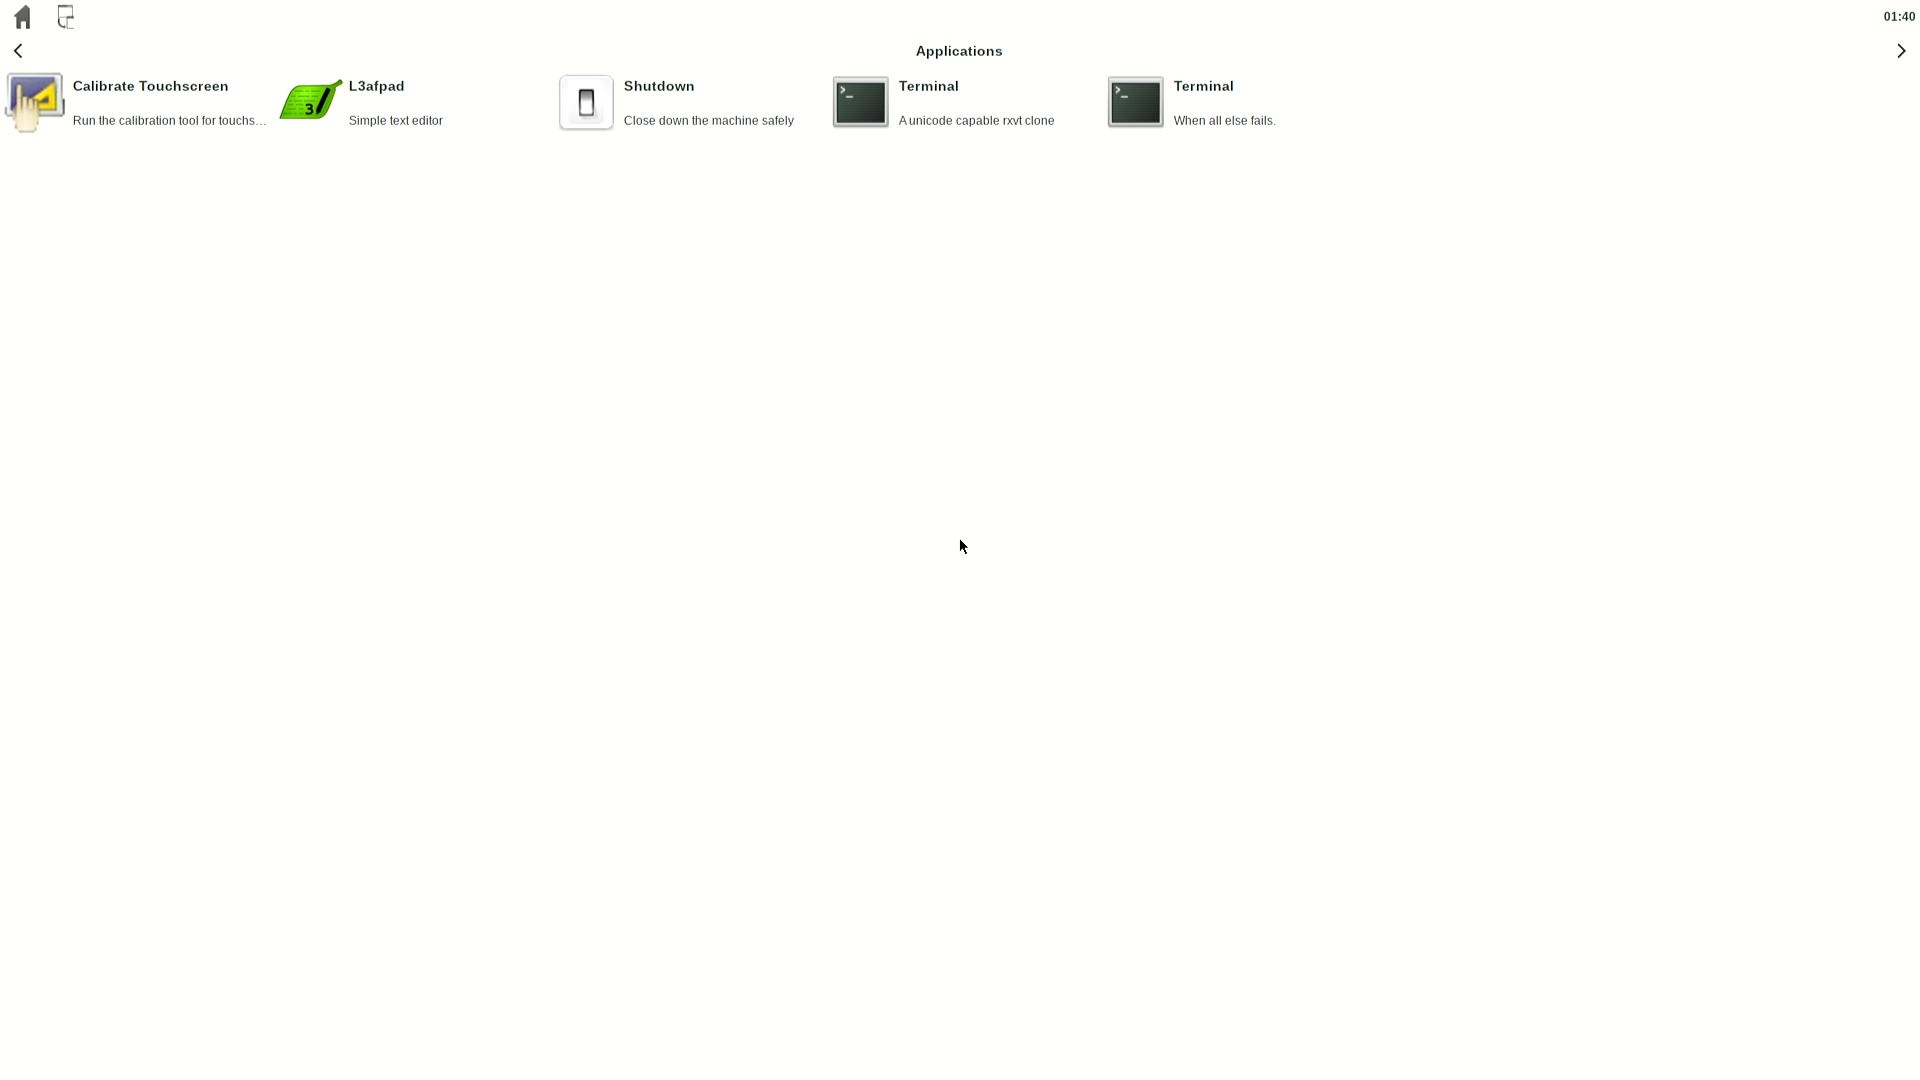 01:40
Applications
Calibrate Touchscreen
Run the calibration tool for touchs...
L3afpad
Simple text editor
Shutdown
Close down the machine safely
Terminal
A unicode capable rxvt clone
Terminal
When all else fails.